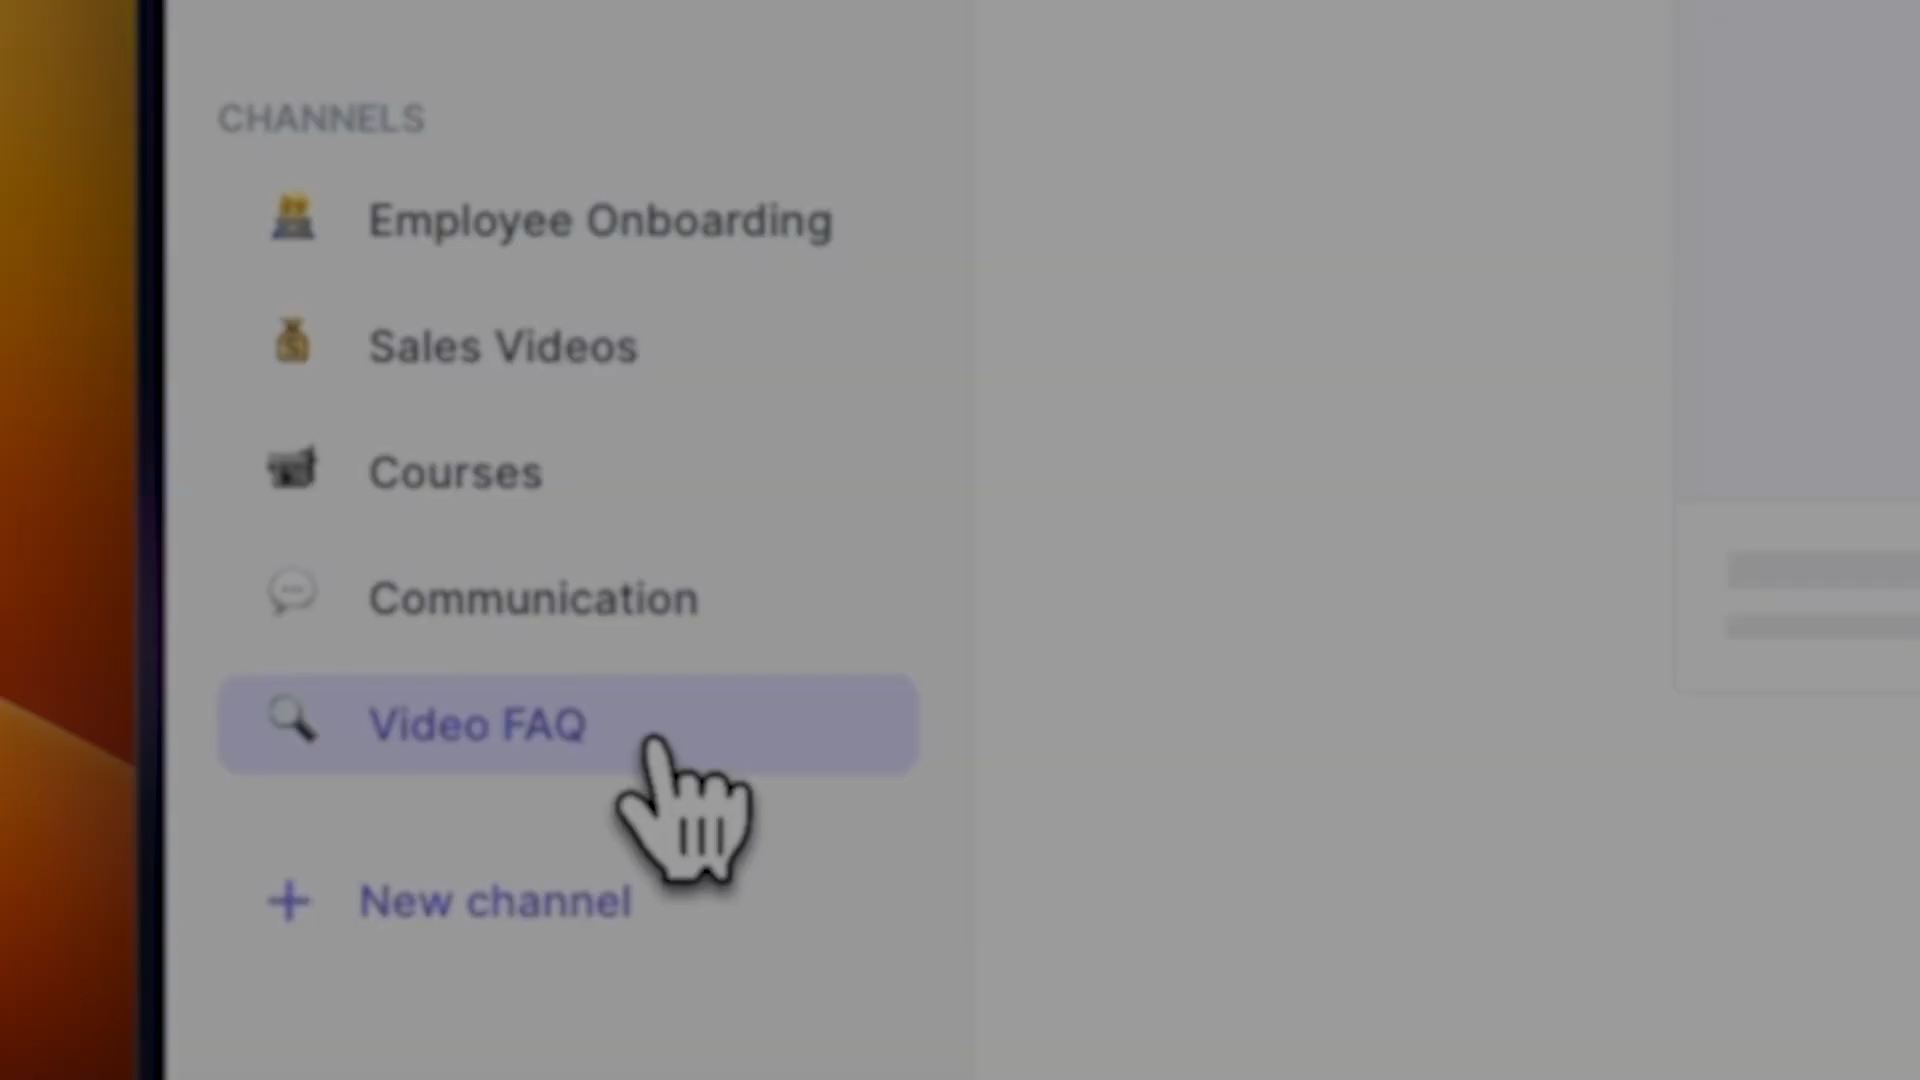 CHANNELS
Employee Onboarding
Sales Videos
Courses
Communication
Video FAQ
+ New channel